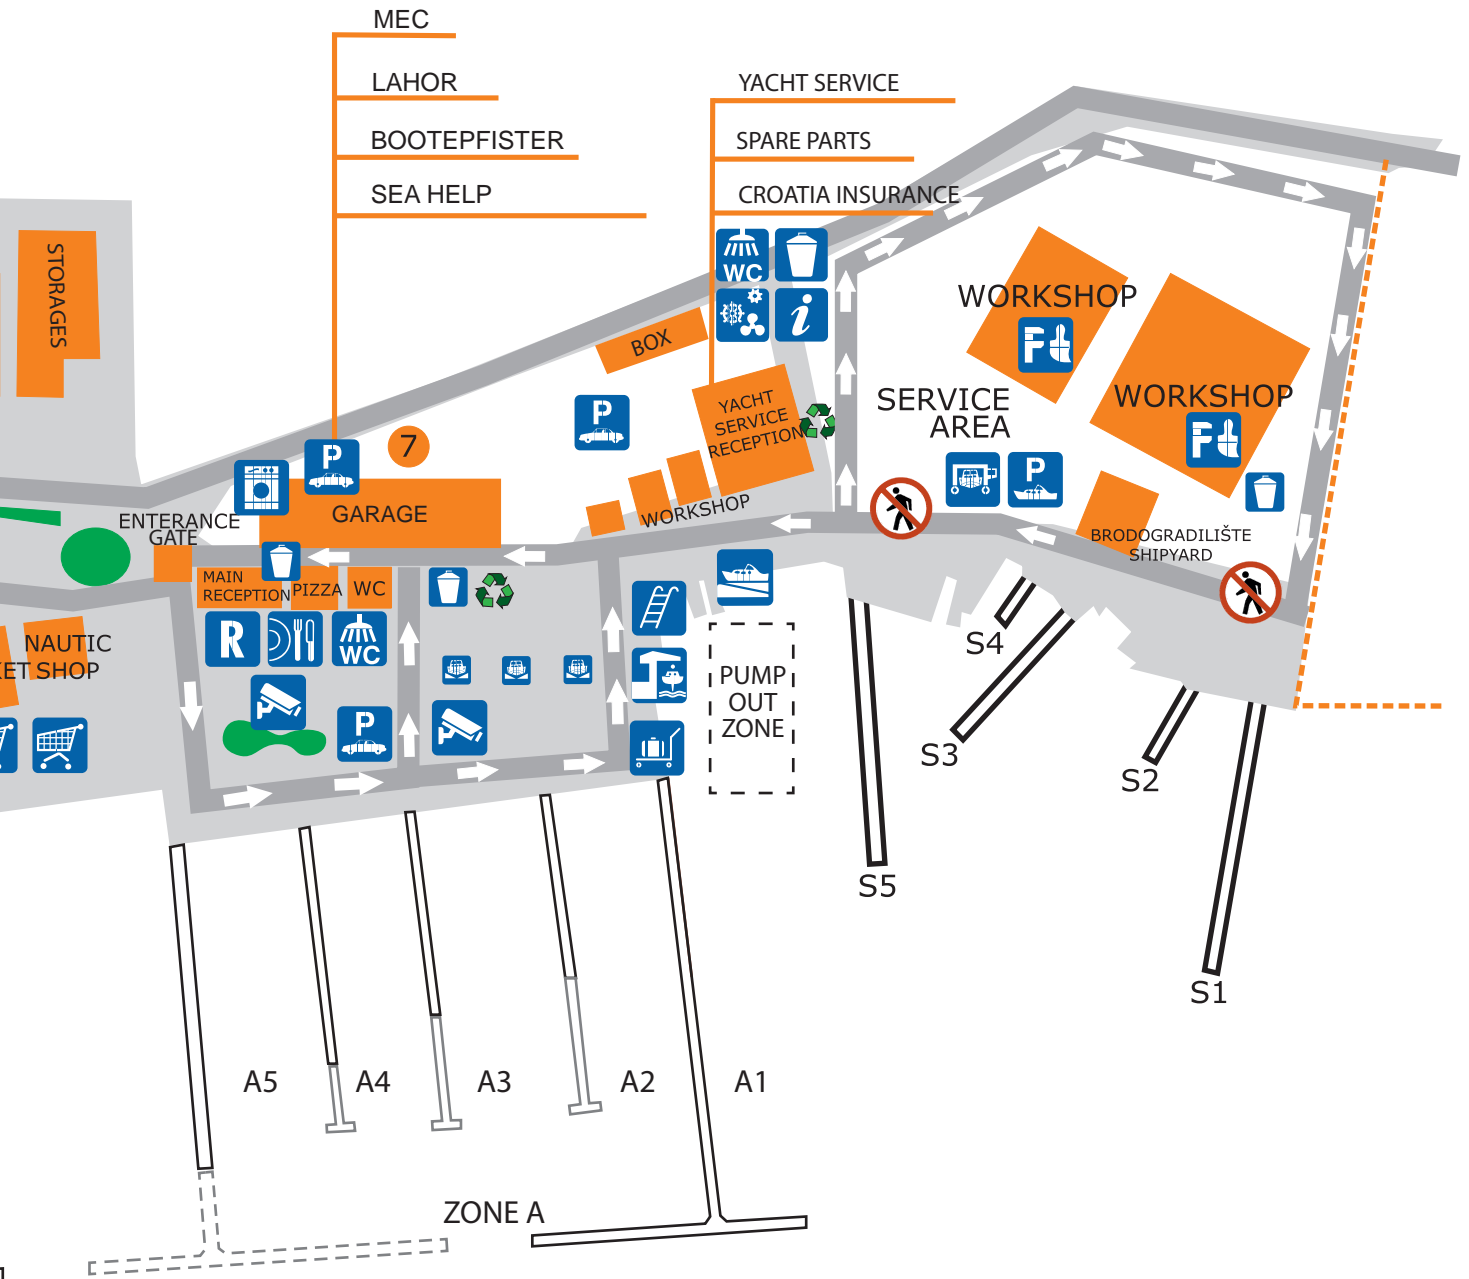 MEC
LAHOR
BOOTEPFISTER
SEA HELP
YACHT SERVICE
SPARE PARTS
CROATIA INSURANCE
STORAGES
WC
BOX
YACHT
SERVICE
RECEPTION
WORKSHOP
WORKSHOP
F
WORKSHOP
F
SERVICE
AREA
P
P
P
7
GARAGE
ENTERANCE
GATE
WORKSHOP
BRODOGRADILIŠTE
SHIPYARD
MAIN
RECEPTION
PIZZA
WC
R
WC
NAUTIC
SHOP
P
PUMP
OUT
ZONE
S4
S3
S2
S5
S1
A5
A4
A3
A2
A1
ZONE A